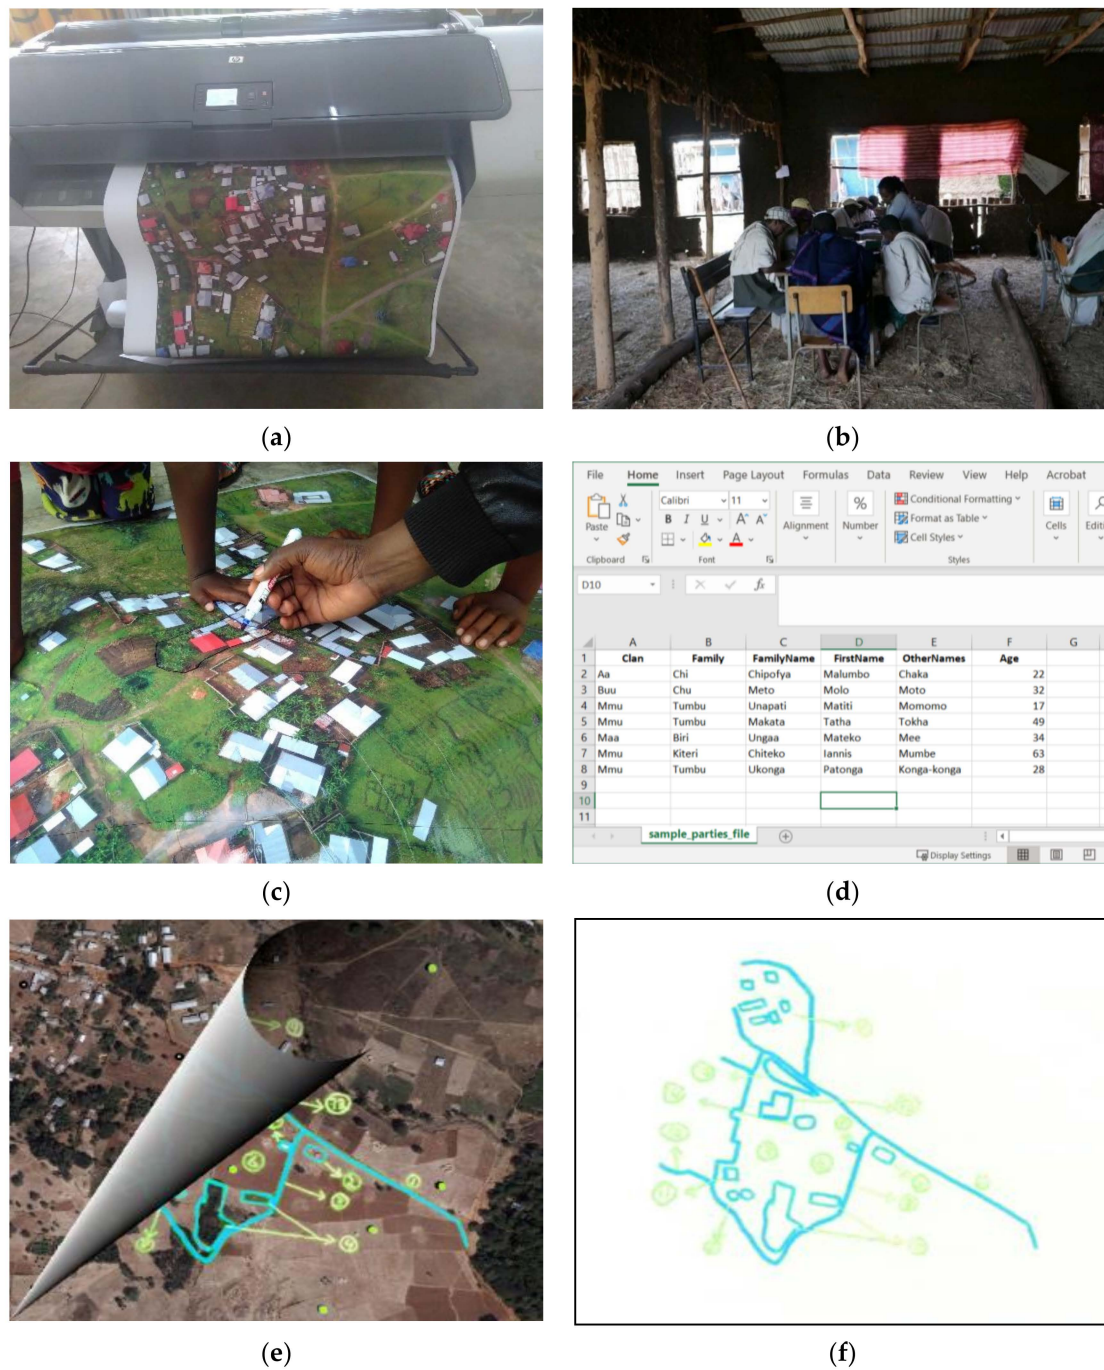 hp
(a)
(b)
File Home Insert Page Layout Formulas Data Review View Help Acrobat
Calibri 11
Conditional Formatting
Format as Table
Cell Styles
Paste
B I U A A
Alignment
Number
%
Cells
Clipboard Font Styles
D10 fx
A B C D E F G H
1 Clan Family FamilyName FirstName OtherNames Age
2 Aa Chi Chipofya Malumbo Chaka 22
3 Buu Chu Meto Molo Moto 32
4 Mmu Tumbu Unapati Matiti Momomo 17
5 Mmu Tumbu Makata Tatha Tokha 49
6 Maa Biri Ungaa Mateko Mee 34
7 Mmu Kiteri Chiteko Iannis Mumbe 63
8 Mmu Tumbu Ukonga Patonga Konga-konga 28
9
10
11
sample_parties_file
Display Settings
(c)
(d)
(e)
(f)